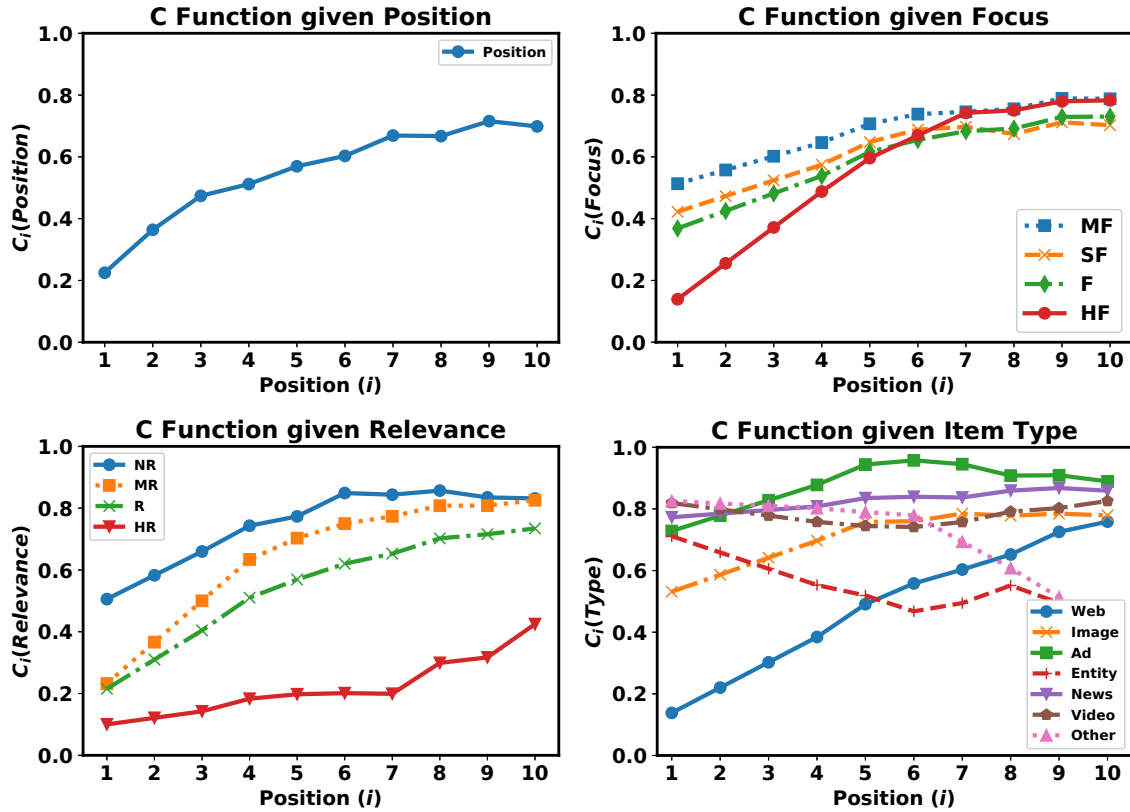 C Function given Position
1.0
0.8
0.6
0.4
0.2
0.0
C_i(Position)
Position
1 2 3 4 5 6 7 8 9 10
Position (i)
C Function given Focus
1.0
0.8
0.6
0.4
0.2
0.0
C_i(Focus)
MF
SF
F
HF
1 2 3 4 5 6 7 8 9 10
Position (i)
C Function given Relevance
1.0
0.8
0.6
0.4
0.2
0.0
C_i(Relevance)
NR
MR
R
HR
1 2 3 4 5 6 7 8 9 10
Position (i)
C Function given Item Type
1.0
0.8
0.6
0.4
0.2
0.0
C_i(Type)
Web
Image
Ad
Entity
News
Video
Other
1 2 3 4 5 6 7 8 9 10
Position (i)